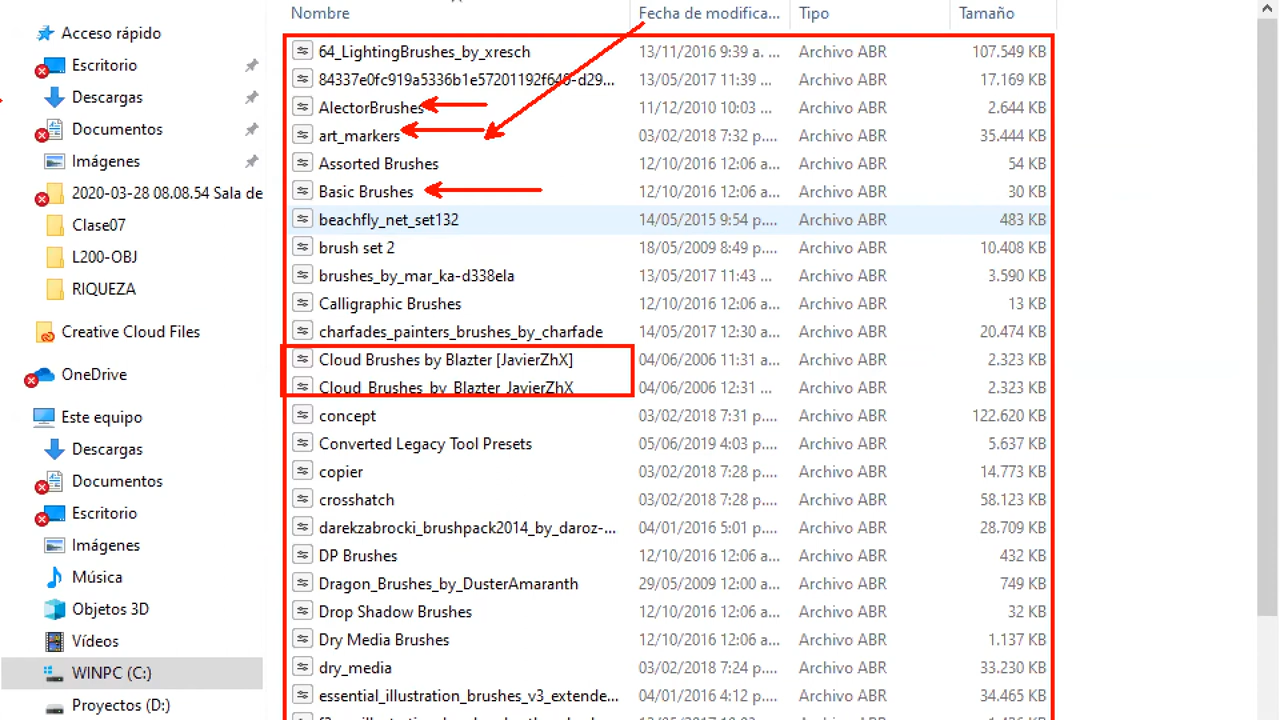 Nombre Fecha de modifica... Tipo Tamaño
Acceso rápido
Escritorio
Descargas
Documentos
Imágenes
2020-03-28 08.08.54 Sala de
Clase07
L200-OBJ
RIQUEZA
Creative Cloud Files
OneDrive
Este equipo
Descargas
Documentos
Escritorio
Imágenes
Música
Objetos 3D
Vídeos
WINPC (C:)
Proyectos (D:)
64_LightingBrushes_by_xresch 13/11/2016 9:39 a. ... Archivo ABR 107.549 KB
84337e0fc919a5336b1e57201192f640-d29... 13/05/2017 11:39 ... Archivo ABR 17.169 KB
AlectorBrushes 11/12/2010 10:03 ... Archivo ABR 2.644 KB
art_markers 03/02/2018 7:32 p.... Archivo ABR 35.444 KB
Assorted Brushes 12/10/2016 12:06 a... Archivo ABR 54 KB
Basic Brushes 12/10/2016 12:06 a... Archivo ABR 30 KB
beachfly_net_set132 14/05/2015 9:54 p.... Archivo ABR 483 KB
brush set 2 18/05/2009 8:49 p.... Archivo ABR 10.408 KB
brushes_by_mar_ka-d338ela 13/05/2017 11:43 ... Archivo ABR 3.590 KB
Calligraphic Brushes 12/10/2016 12:06 a... Archivo ABR 13 KB
charfades_painters_brushes_by_charfade 14/05/2017 12:30 a... Archivo ABR 20.474 KB
Cloud Brushes by Blazter [JavierZhX] 04/06/2006 11:31 a... Archivo ABR 2.323 KB
Cloud_Brushes_by_Blazter_JavierZhX 04/06/2006 12:31 ... Archivo ABR 2.323 KB
concept 03/02/2018 7:31 p.... Archivo ABR 122.620 KB
Converted Legacy Tool Presets 05/06/2019 4:03 p.... Archivo ABR 5.637 KB
copier 03/02/2018 7:28 p.... Archivo ABR 14.773 KB
crosshatch 03/02/2018 7:28 p.... Archivo ABR 58.123 KB
darekzabrocki_brushpack2014_by_daroz-... 04/01/2016 5:01 p.... Archivo ABR 28.709 KB
DP Brushes 12/10/2016 12:06 a... Archivo ABR 432 KB
Dragon_Brushes_by_DusterAmaranth 29/05/2009 12:00 a... Archivo ABR 749 KB
Drop Shadow Brushes 12/10/2016 12:06 a... Archivo ABR 32 KB
Dry Media Brushes 12/10/2016 12:06 a... Archivo ABR 1.137 KB
dry_media 03/02/2018 7:24 p.... Archivo ABR 33.230 KB
essential_illustration_brushes_v3_extende... 04/01/2016 4:12 p.... Archivo ABR 34.465 KB